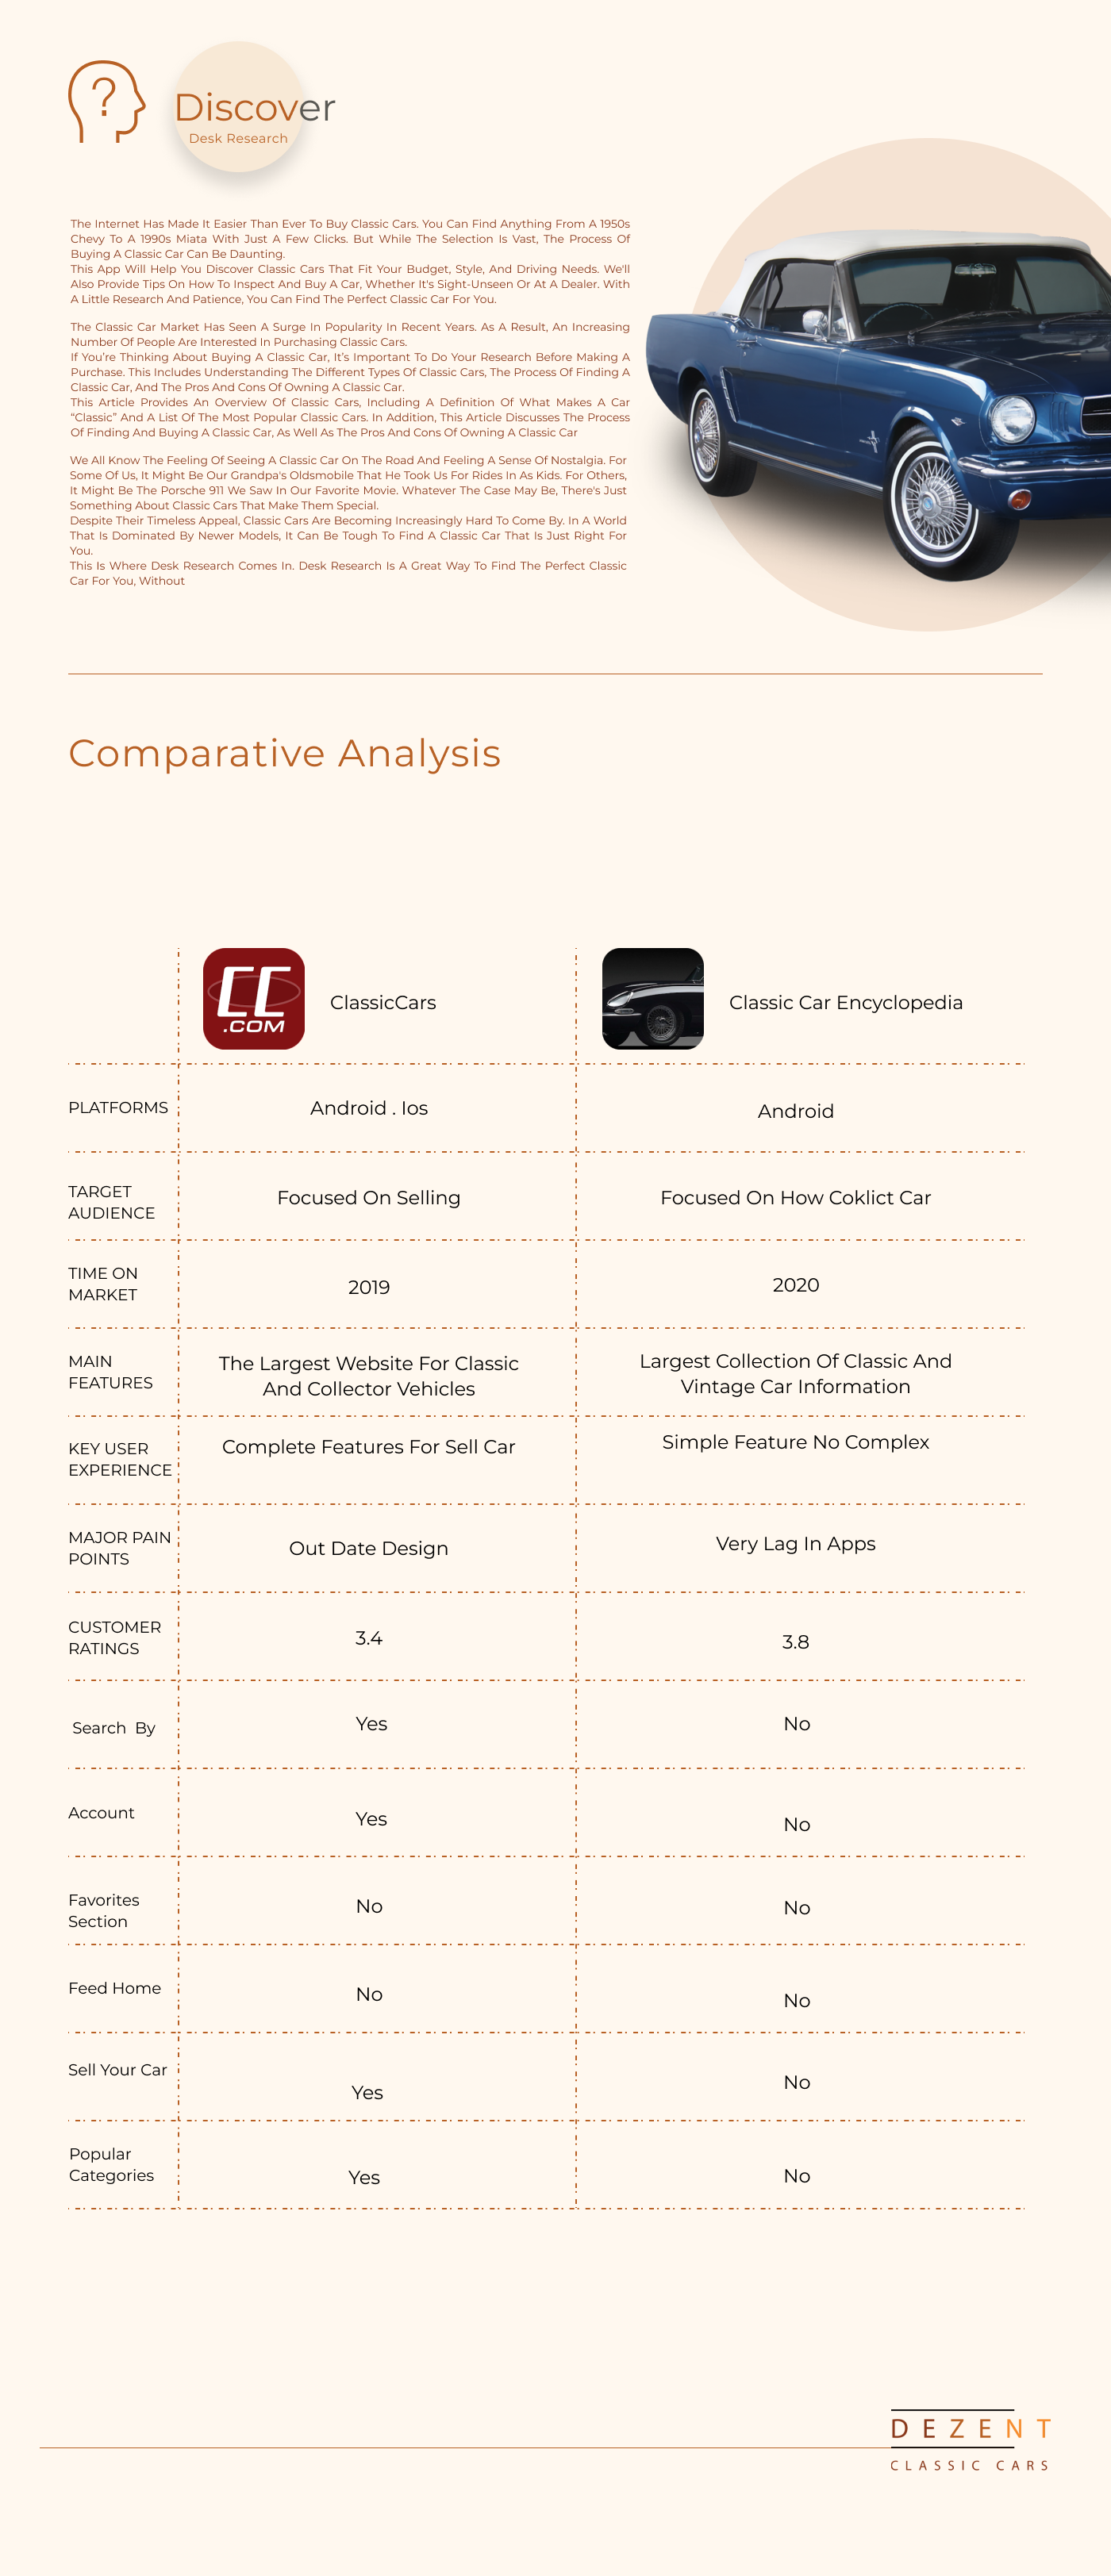 ?
Discover
Desk Research
The Internet Has Made It Easier Than Ever To Buy Classic Cars. You Can Find Anything From A 1950s
Chevy To A 1990s Miata With Just A Few Clicks. But While The Selection Is Vast, The Process Of
Buying A Classic Car Can Be Daunting.
This App Will Help You Discover Classic Cars That Fit Your Budget, Style, And Driving Needs. We'll
Also Provide Tips On How To Inspect And Buy A Car, Whether It's Sight-Unseen Or At A Dealer. With
A Little Research And Patience, You Can Find The Perfect Classic Car For You.
The Classic Car Market Has Seen A Surge In Popularity In Recent Years. As A Result, An Increasing
Number Of People Are Interested In Purchasing Classic Cars.
If You’re Thinking About Buying A Classic Car, It’s Important To Do Your Research Before Making A
Purchase. This Includes Understanding The Different Types Of Classic Cars, The Process Of Finding A
Classic Car, And The Pros And Cons Of Owning A Classic Car.
This Article Provides An Overview Of Classic Cars, Including A Definition Of What Makes A Car
“Classic” And A List Of The Most Popular Classic Cars. In Addition, This Article Discusses The Process
Of Finding And Buying A Classic Car, As Well As The Pros And Cons Of Owning A Classic Car
We All Know The Feeling Of Seeing A Classic Car On The Road And Feeling A Sense Of Nostalgia. For
Some Of Us, It Might Be Our Grandpa's Oldsmobile That He Took Us For Rides In As Kids. For Others,
It Might Be The Porsche 911 We Saw In Our Favorite Movie. Whatever The Case May Be, There's Just
Something About Classic Cars That Make Them Special.
Despite Their Timeless Appeal, Classic Cars Are Becoming Increasingly Hard To Come By. In A World
That Is Dominated By Newer Models, It Can Be Tough To Find A Classic Car That Is Just Right For
You.
This Is Where Desk Research Comes In. Desk Research Is A Great Way To Find The Perfect Classic
Car For You, Without
Comparative Analysis
CC
.COM
ClassicCars
Classic Car Encyclopedia
PLATFORMS
Android . Ios
Android
TARGET
AUDIENCE
Focused On Selling
Focused On How Coklict Car
TIME ON
MARKET
2019
2020
MAIN
FEATURES
The Largest Website For Classic
And Collector Vehicles
Largest Collection Of Classic And
Vintage Car Information
KEY USER
EXPERIENCE
Complete Features For Sell Car
Simple Feature No Complex
MAJOR PAIN
POINTS
Out Date Design
Very Lag In Apps
CUSTOMER
RATINGS
3.4
3.8
Search By
Yes
No
Account
Yes
No
Favorites
Section
No
No
Feed Home
No
No
Sell Your Car
Yes
No
Popular
Categories
Yes
No
DEZENT
CLASSIC CARS